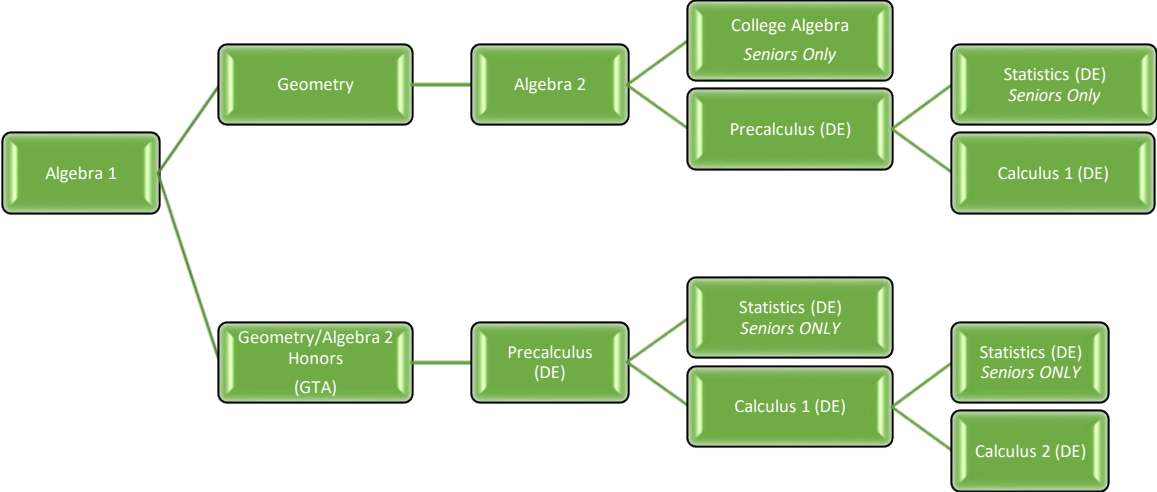 Algebra 1
Geometry
Algebra 2
College Algebra
Seniors Only
Precalculus (DE)
Statistics (DE)
Seniors Only
Calculus 1 (DE)
Geometry/Algebra 2
Honors
(GTA)
Precalculus
(DE)
Statistics (DE)
Seniors ONLY
Calculus 1 (DE)
Statistics (DE)
Seniors ONLY
Calculus 2 (DE)